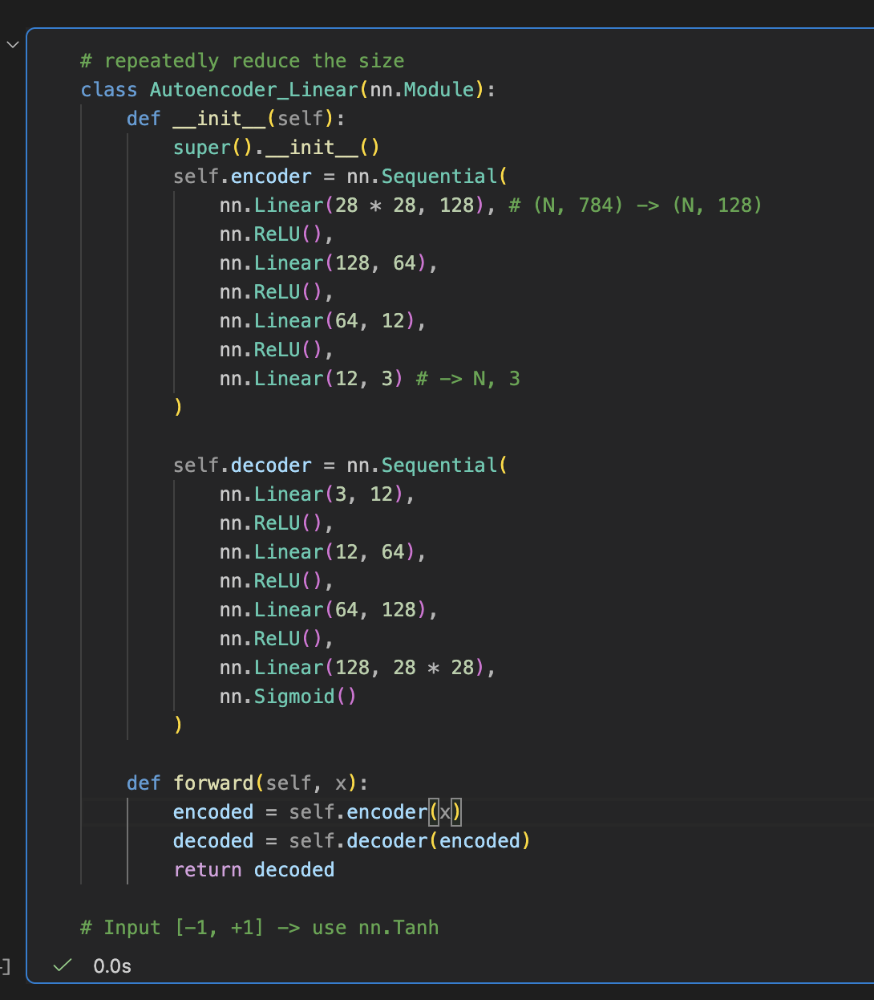 # repeatedly reduce the size
class Autoencoder_Linear(nn.Module):
    def __init__(self):
        super().__init__()
        self.encoder = nn.Sequential(
            nn.Linear(28 * 28, 128), # (N, 784) -> (N, 128)
            nn.ReLU(),
            nn.Linear(128, 64),
            nn.ReLU(),
            nn.Linear(64, 12),
            nn.ReLU(),
            nn.Linear(12, 3) # -> N, 3
        )

        self.decoder = nn.Sequential(
            nn.Linear(3, 12),
            nn.ReLU(),
            nn.Linear(12, 64),
            nn.ReLU(),
            nn.Linear(64, 128),
            nn.ReLU(),
            nn.Linear(128, 28 * 28),
            nn.Sigmoid()
        )

    def forward(self, x):
        encoded = self.encoder(x)
        decoded = self.decoder(encoded)
        return decoded

# Input [-1, +1] -> use nn.Tanh
0.0s